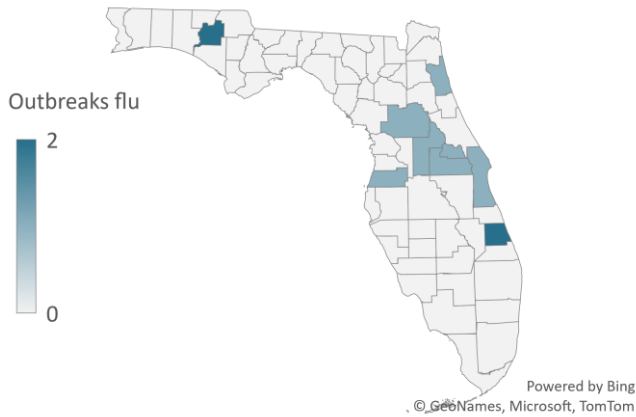 Outbreaks flu
2
0
Powered by Bing
© GeoNames, Microsoft, TomTom